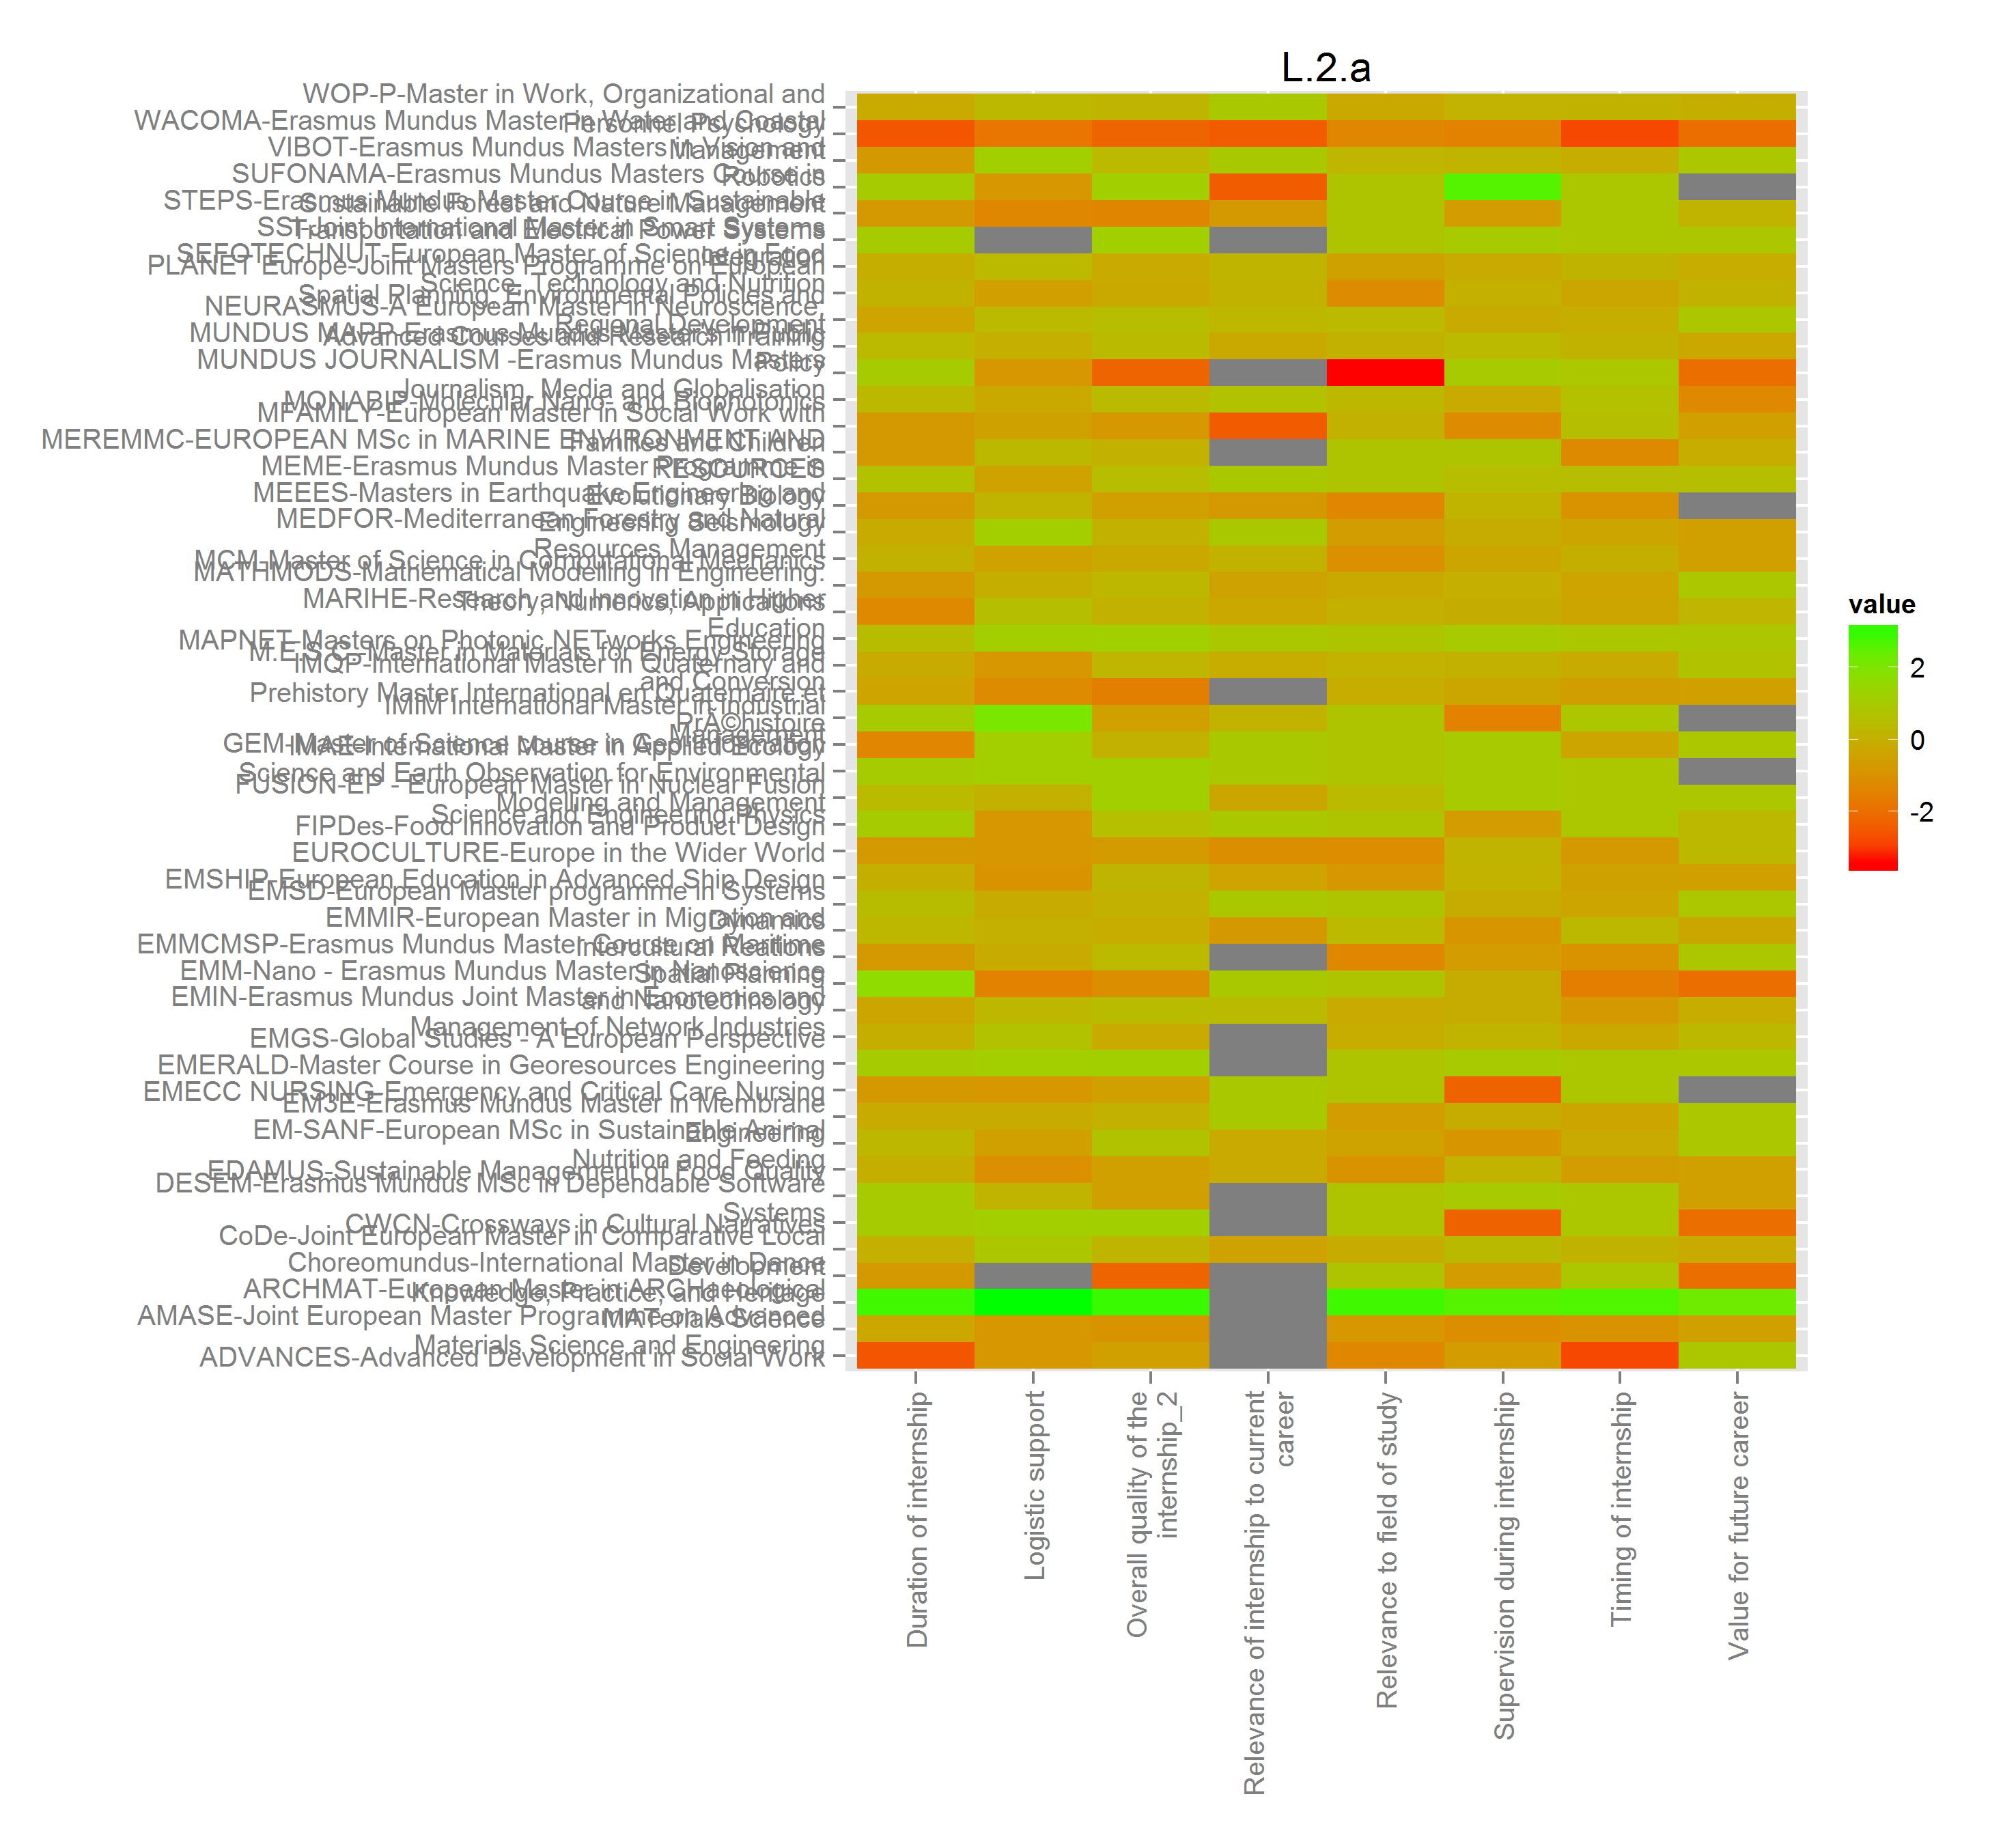 L.2.a
WOP-P-Master in Work, Organizational and
Personnel Psychology
WACOMA-Erasmus Mundus Master in Water and Coastal
Management
VIBOT-Erasmus Mundus Masters in Vision and
Robotics
SUFONAMA-Erasmus Mundus Masters Course in
Sustainable Forest and Nature Management
STEPS-Erasmus Mundus Master Course in Sustainable
Transportation and Electrical Power Systems
SSI-Joint International Master in Smart Systems
Integration
SEFOTECHNUT-European Master of Science in Food
Science, Technology and Nutrition
PLANET Europe-Joint Masters Programme on European
Spatial Planning, Environmental Policies and
Regional Development
NEURASMUS-A European Master in Neuroscience:
Advanced Courses and Research Training
MUNDUS MAPP-Erasmus Mundus Master's in Public
Policy
MUNDUS JOURNALISM -Erasmus Mundus Masters
Journalism, Media and Globalisation
MONABIP-Molecular Nano- and Biophotonics
MFAMILY-European Master in Social Work with
Families and Children
MEREMMC-EUROPEAN MSc in MARINE ENVIRONMENT AND
RESOURCES
MEME-Erasmus Mundus Master Programme in
Evolutionary Biology
MEEES-Masters in Earthquake Engineering and
Engineering Seismology
MEDFOR-Mediterranean Forestry and Natural
Resources Management
MCM-Master of Science in Computational Mechanics
MATHMODS-Mathematical Modelling in Engineering:
Theory, Numerics, Applications
MARIHE-Research and Innovation in Higher
Education
MAPNET-Masters on Photonic NETworks Engineering
M.E.S.C.-Master in Materials for Energy Storage
and Conversion
IMQP-International Master in Quaternary and
Prehistory Master International en Quaternaire et
PrÃ©histoire
IMIM International Master in Industrial
Management
IMAE-International Master in Applied Ecology
GEM-Master of Science course in Geo-Information
Science and Earth Observation for Environmental
Modelling and Management
FUSION-EP - European Master in Nuclear Fusion
Science and Engineering Physics
FIPDes-Food Innovation and Product Design
EUROCULTURE-Europe in the Wider World
EMSHIP-European Education in Advanced Ship Design
EMSD-European Master programme in Systems
Dynamics
EMMIR-European Master in Migration and
Intercultural Reations
EMMCMSP-Erasmus Mundus Master Course on Maritime
Spatial Planning
EMM-Nano - Erasmus Mundus Master in Nanoscience
and Nanotechnology
EMIN-Erasmus Mundus Joint Master in Economics and
Management of Network Industries
EMGS-Global Studies - A European Perspective
EMERALD-Master Course in Georesources Engineering
EMECC NURSING-Emergency and Critical Care Nursing
EM3E-Erasmus Mundus Master in Membrane
Engineering
EM-SANF-European MSc in Sustainable Animal
Nutrition and Feeding
EDAMUS-Sustainable Management of Food Quality
DESEM-Erasmus Mundus MSc in Dependable Software
Systems
CWCN-Crossways in Cultural Narratives
CoDe-Joint European Master in Comparative Local
Development
Choreomundus-International Master in Dance
Knowledge, Practice, and Heritage
ARCHMAT-European Master in ARCHaeological
MATerials Science
AMASE-Joint European Master Programme on Advanced
Materials Science and Engineering
ADVANCES-Advanced Development in Social Work
Duration of internship
Logistic support
Overall quality of the
internship_2
Relevance of internship to current
career
Relevance to field of study
Supervision during internship
Timing of internship
Value for future career
value
2
0
-2